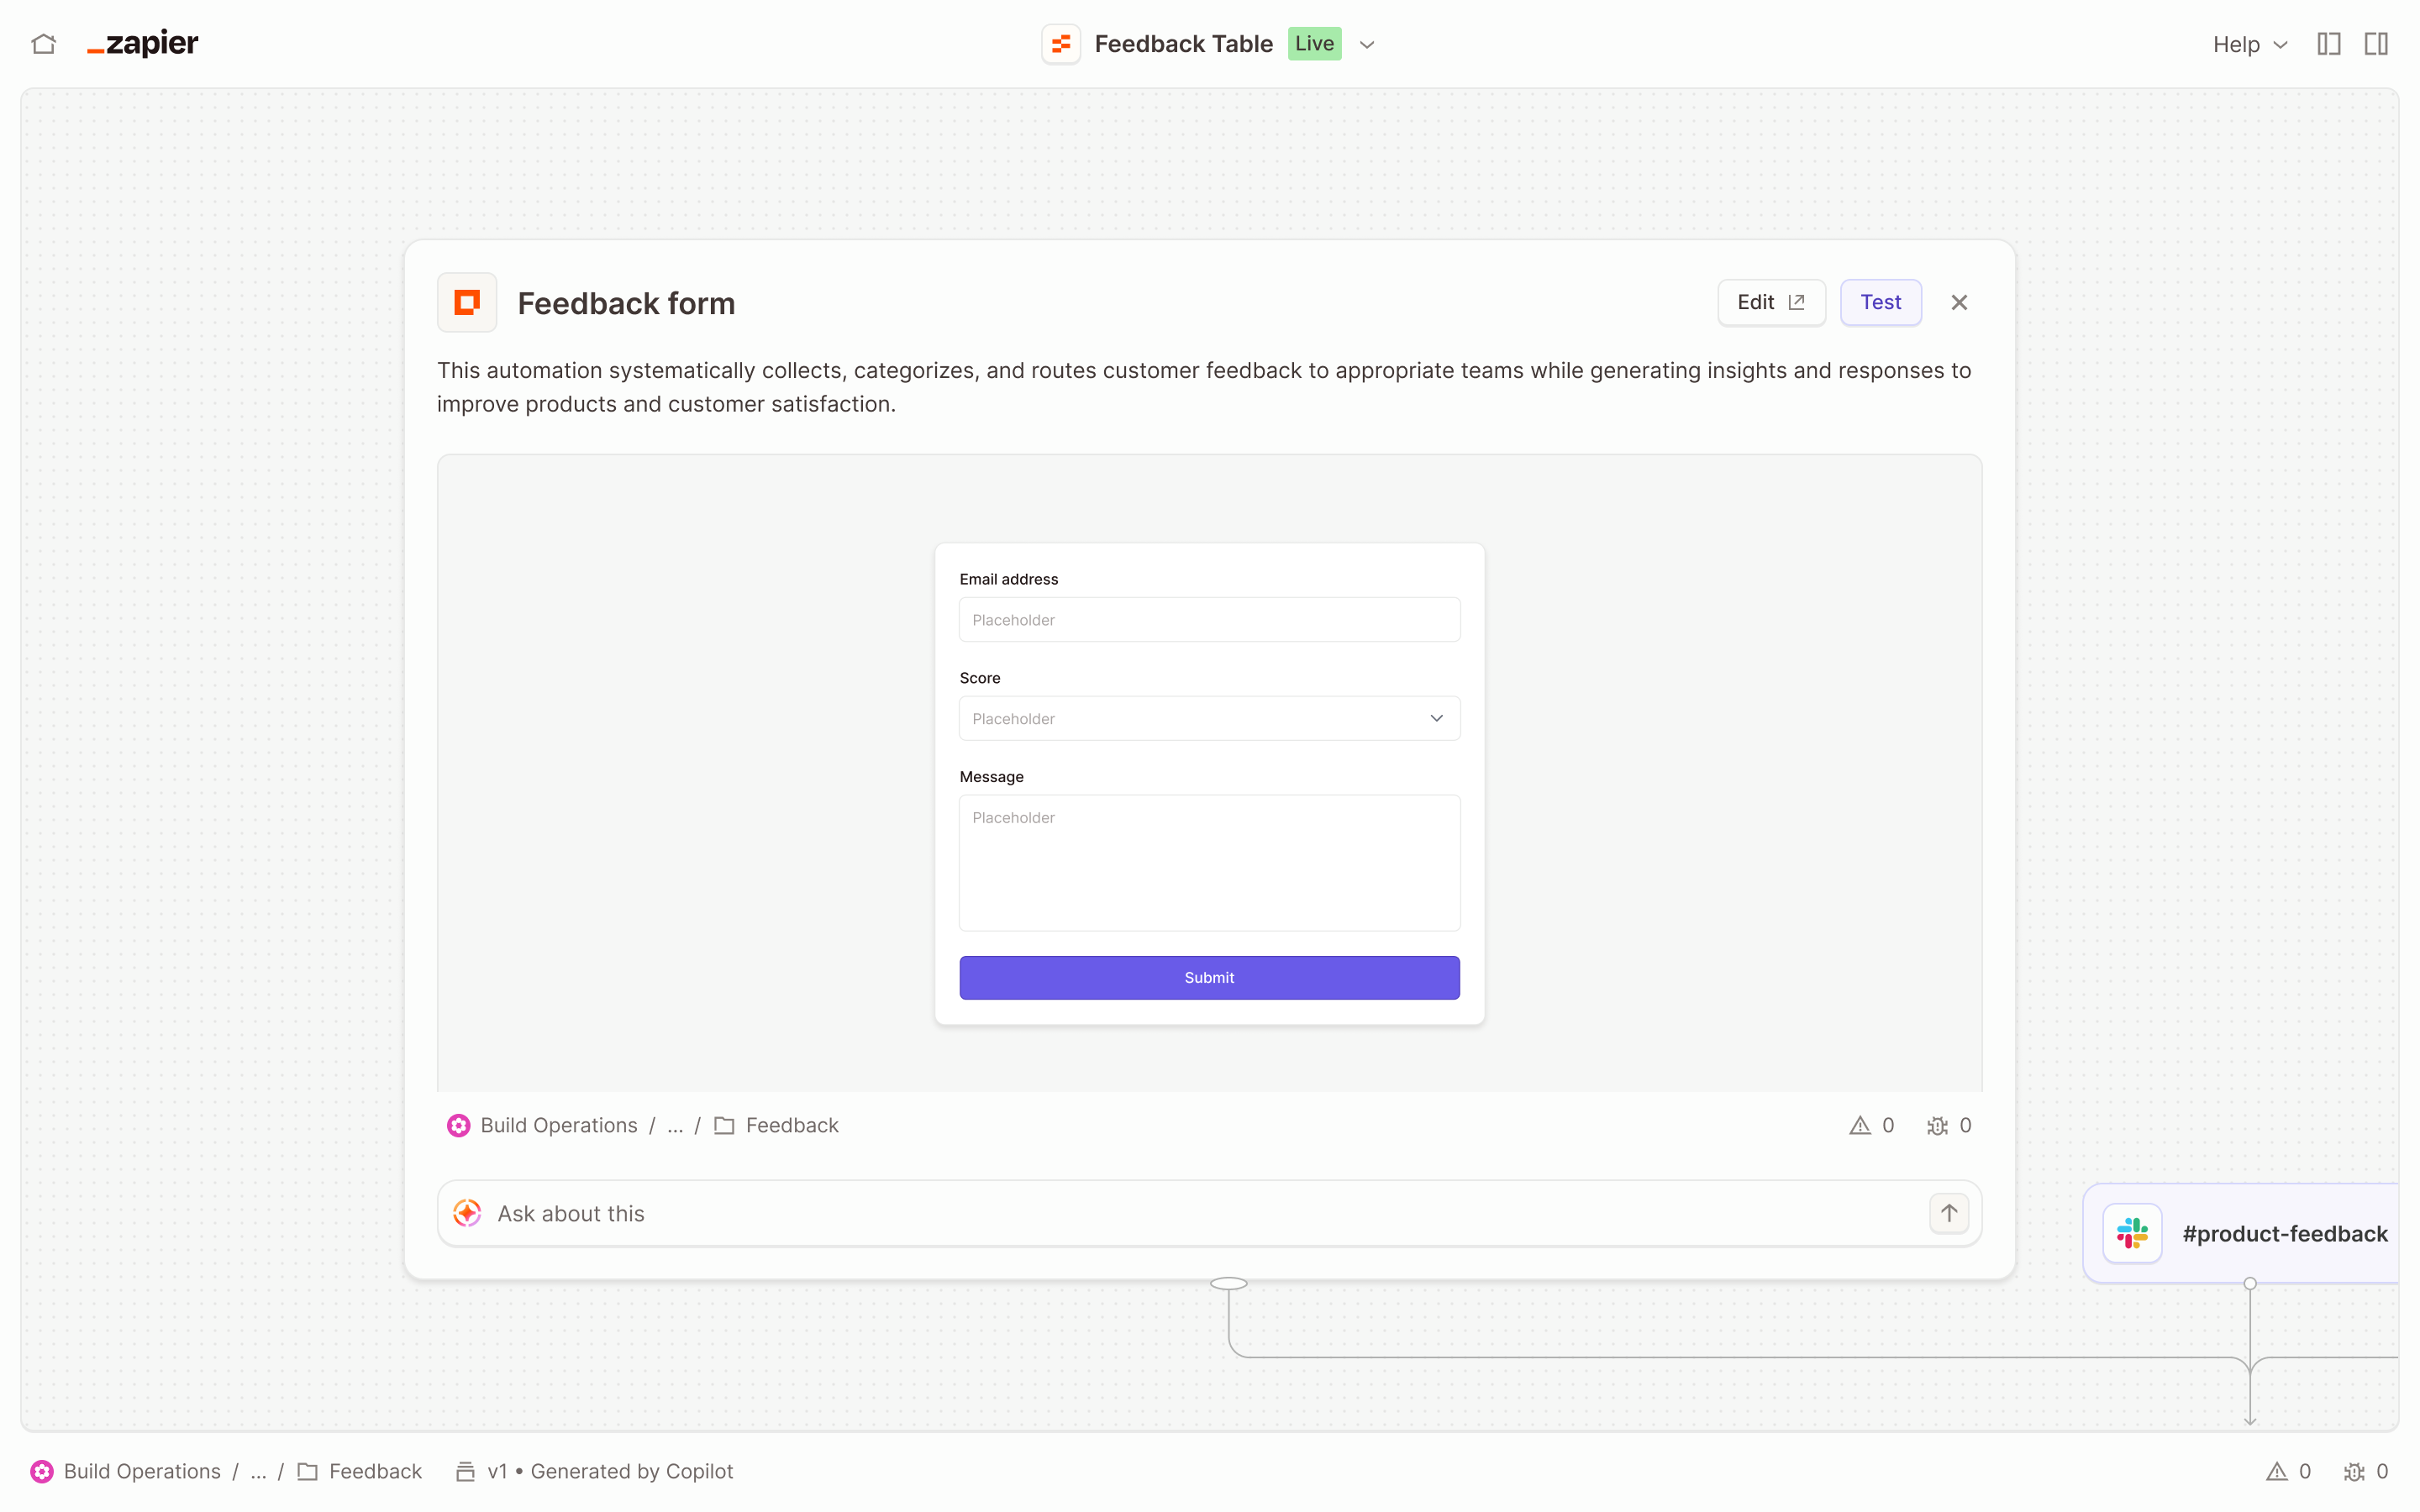 zapier
Feedback Table
Live
Help
Feedback form
Edit
Test
This automation systematically collects, categorizes, and routes customer feedback to appropriate teams while generating insights and responses to
improve products and customer satisfaction.
Email address
Placeholder
Score
Placeholder
Message
Placeholder
Submit
Build Operations / ... / Feedback
0
0
Ask about this
#product-feedback
Build Operations / ... / Feedback
v1 • Generated by Copilot
0
0